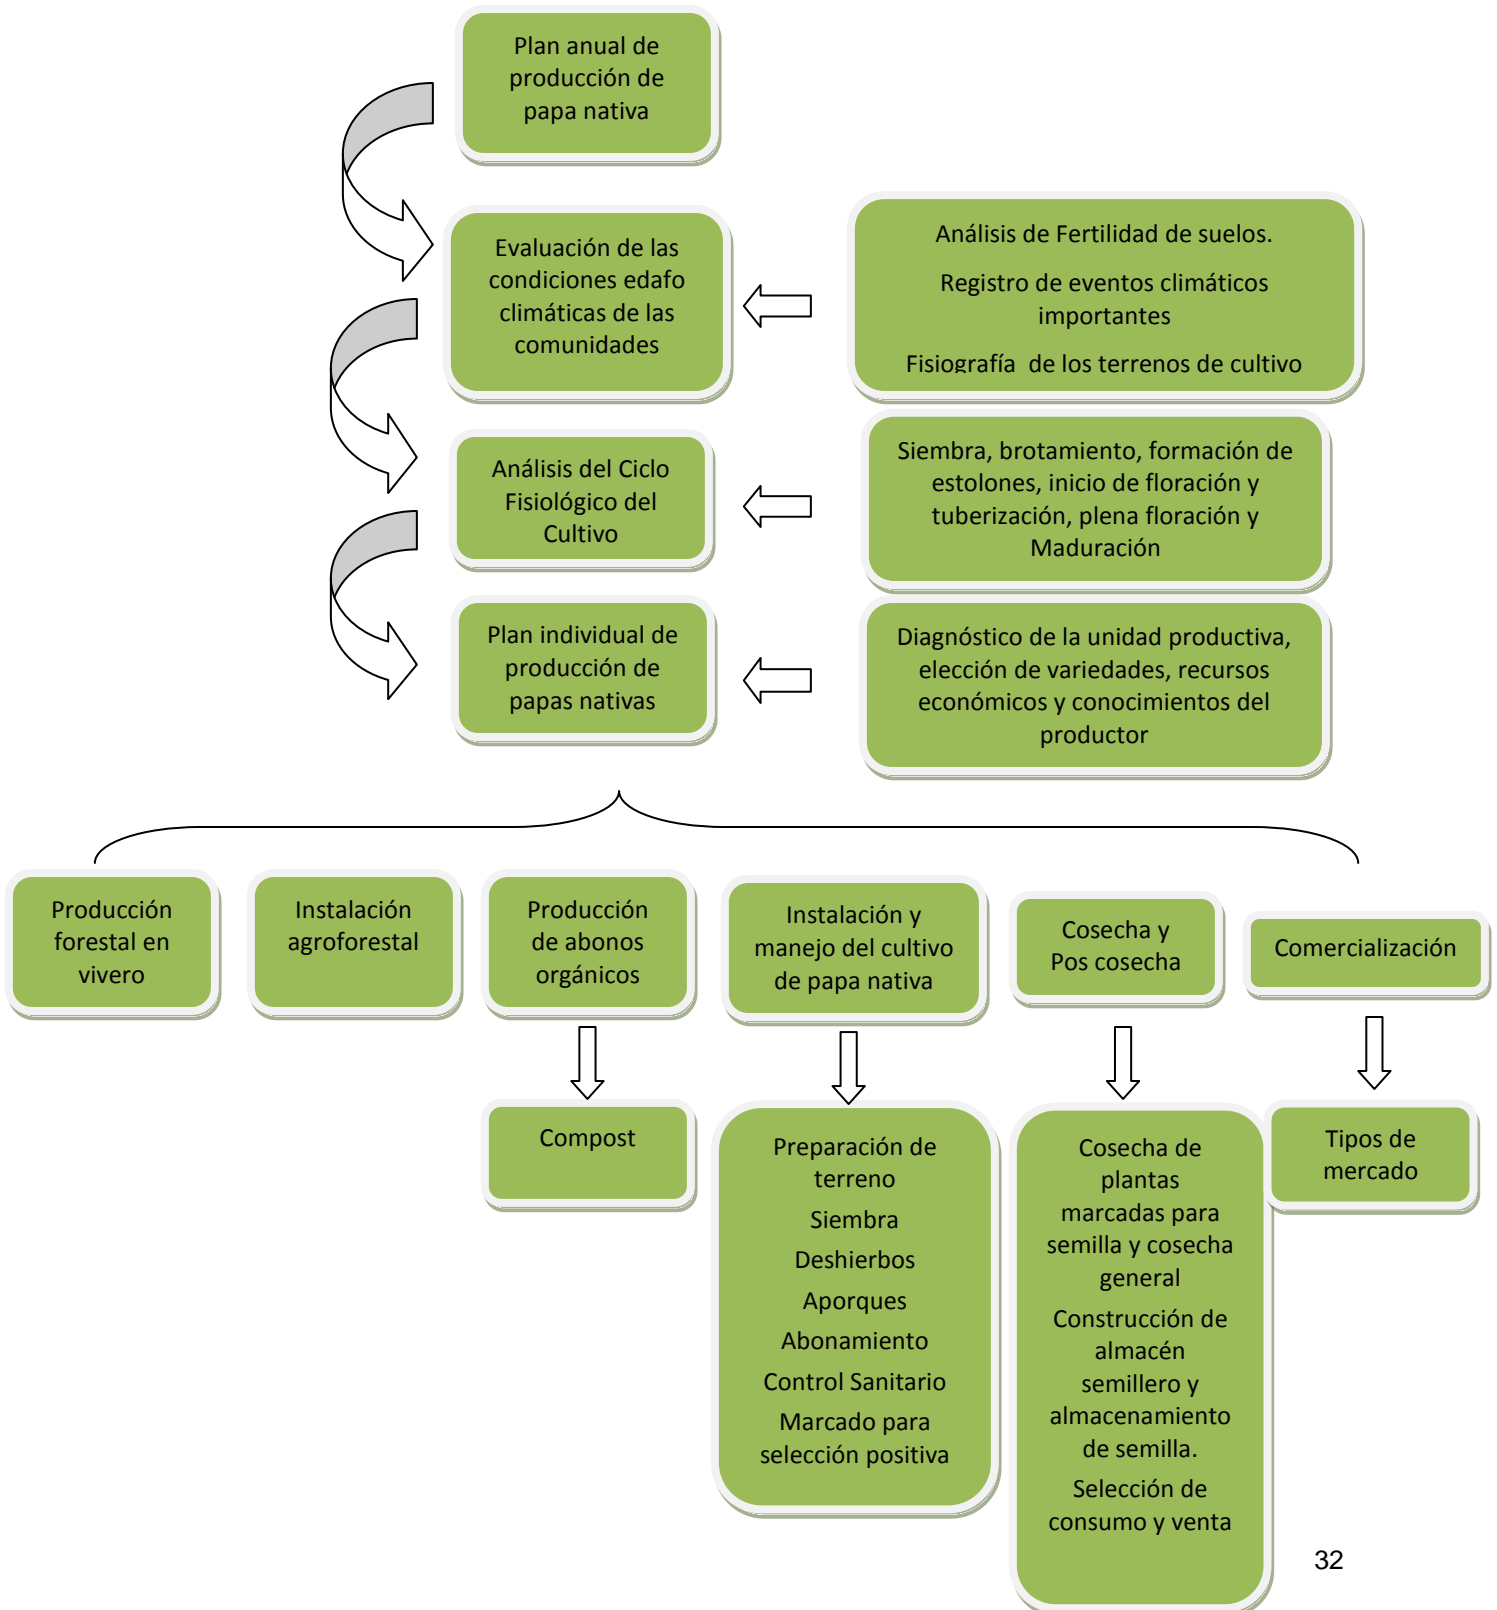 Plan anual de
producción de
papa nativa
Evaluación de las
condiciones edafo
climáticas de las
comunidades
Análisis de Fertilidad de suelos.
Registro de eventos climáticos
importantes
Fisiografía de los terrenos de cultivo
Análisis del Ciclo
Fisiológico del
Cultivo
Siembra, brotamiento, formación de
estolones, inicio de floración y
tuberización, plena floración y
Maduración
Plan individual de
producción de
papas nativas
Diagnóstico de la unidad productiva,
elección de variedades, recursos
económicos y conocimientos del
productor
Producción
forestal en
vivero
Instalación
agroforestal
Producción
de abonos
orgánicos
Instalación y
manejo del cultivo
de papa nativa
Cosecha y
Pos cosecha
Comercialización
Compost
Preparación de
terreno
Siembra
Deshierbos
Aporques
Abonamiento
Control Sanitario
Marcado para
selección positiva
Cosecha de
plantas
marcadas para
semilla y cosecha
general
Construcción de
almacén
semillero y
almacenamiento
de semilla.
Selección de
consumo y venta
Tipos de
mercado
32